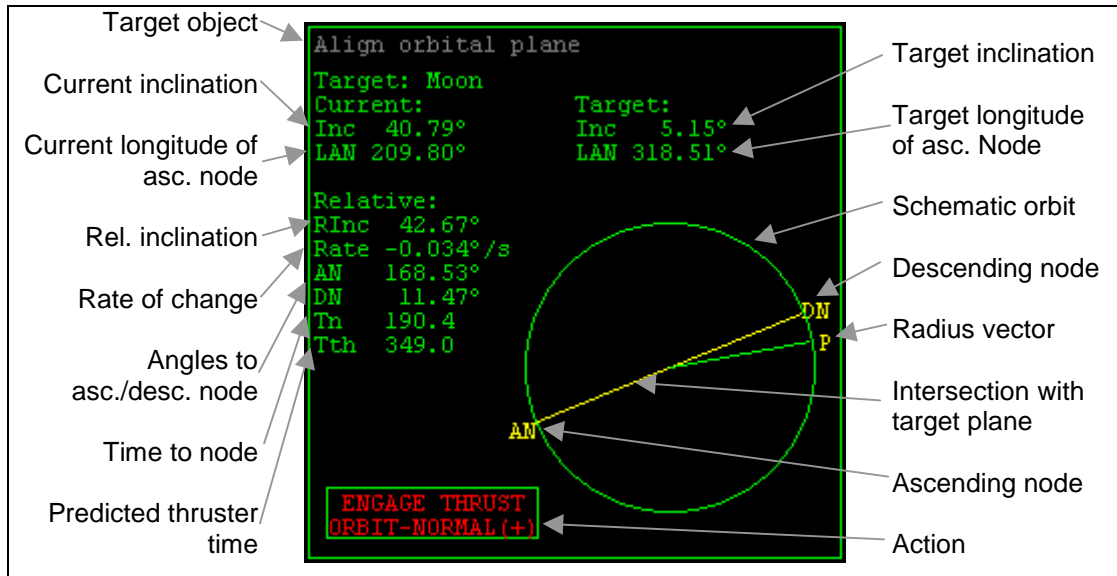 Target object
Current inclination
Current longitude of
asc. node
Rel. inclination
Rate of change
Angles to
asc./desc. node
Time to node
Predicted thruster
time
Align orbital plane
Target: Moon
Current:
Inc 40.79°
LAN 209.80°
Target:
Inc 5.15°
LAN 318.51°
Relative:
RInc 42.67°
Rate -0.034°/s
AN 168.53°
DN 11.47°
Tn 190.4
Tth 349.0
DN
P
AN
ENGAGE THRUST
ORBIT-NORMAL(+)
Target inclination
Target longitude
of asc. Node
Schematic orbit
Descending node
Radius vector
Intersection with
target plane
Ascending node
Action